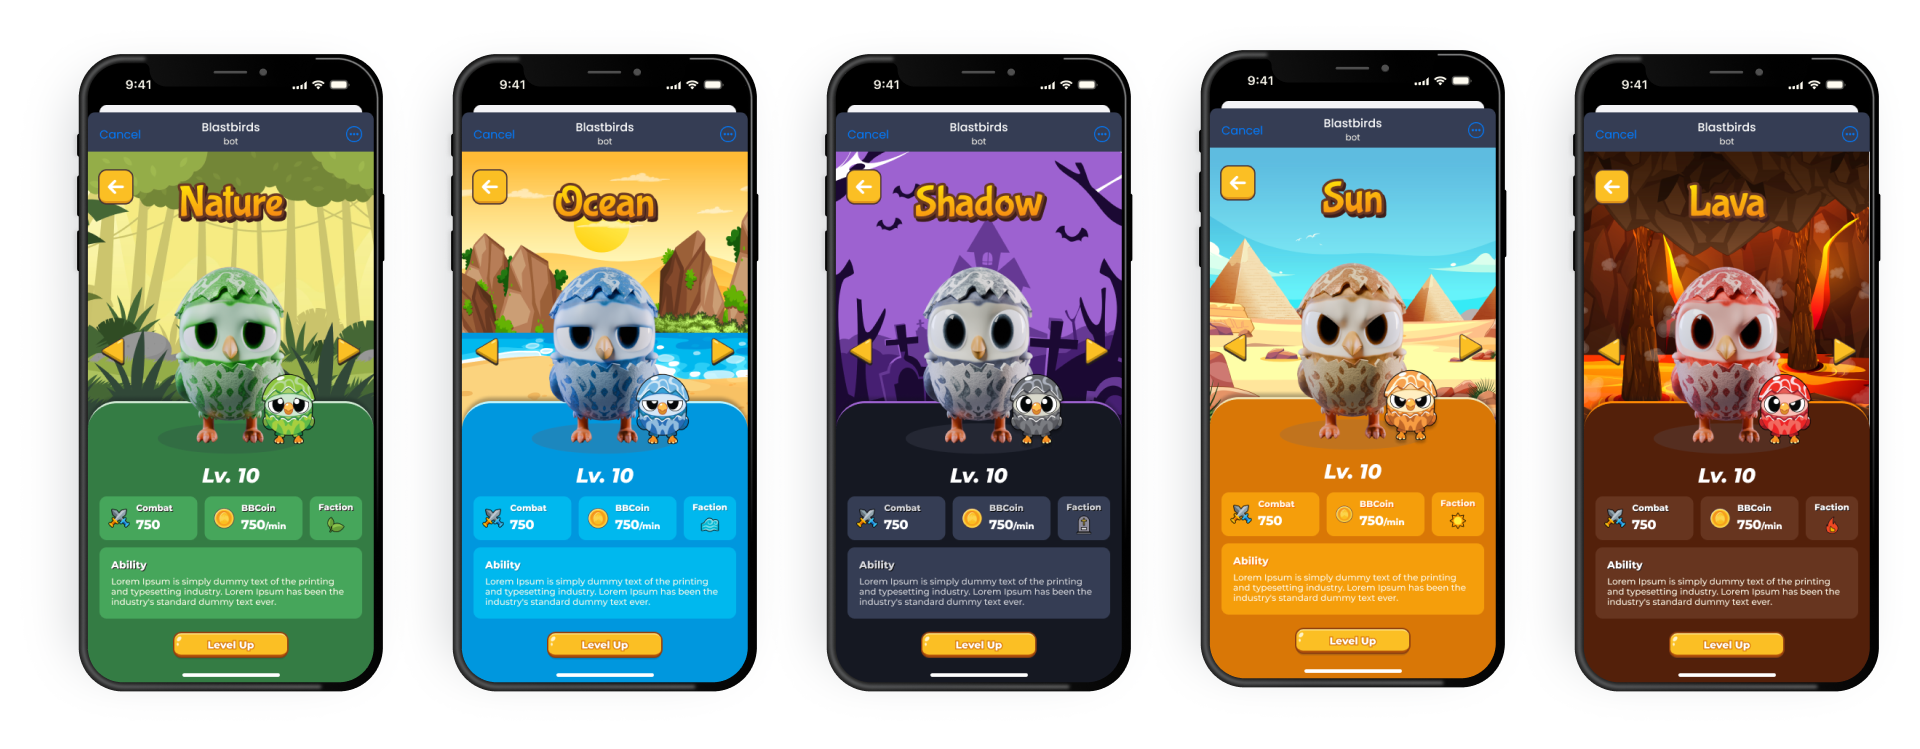 9:41
Cancel
Blastbirds
bot
Nature
Lv. 10
Combat
750
BBCoin
750/min
Faction
Ability
Lorem Ipsum is simply dummy text of the printing
and typesetting industry. Lorem Ipsum has been the
industry's standard dummy text ever.
Level Up
9:41
Cancel
Blastbirds
bot
Ocean
Lv. 10
Combat
750
BBCoin
750/min
Faction
Ability
Lorem Ipsum is simply dummy text of the printing
and typesetting industry. Lorem Ipsum has been the
industry's standard dummy text ever.
Level Up
9:41
Cancel
Blastbirds
bot
Shadow
Lv. 10
Combat
750
BBCoin
750/min
Faction
Ability
Lorem Ipsum is simply dummy text of the printing
and typesetting industry. Lorem Ipsum has been the
industry's standard dummy text ever.
Level Up
9:41
Cancel
Blastbirds
bot
Sun
Lv. 10
Combat
750
BBCoin
750/min
Faction
Ability
Lorem Ipsum is simply dummy text of the printing
and typesetting industry. Lorem Ipsum has been the
industry's standard dummy text ever.
Level Up
9:41
Cancel
Blastbirds
bot
Lava
Lv. 10
Combat
750
BBCoin
750/min
Faction
Ability
Lorem Ipsum is simply dummy text of the printing
and typesetting industry. Lorem Ipsum has been the
industry's standard dummy text ever.
Level Up